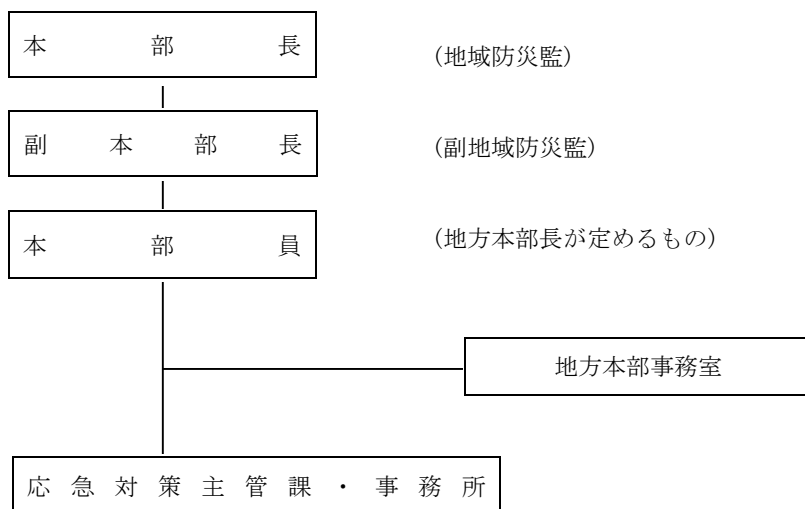 本部長
(地域防災監)
副本部長
(副地域防災監)
本部員
(地方本部長が定めるもの)
地方本部事務室
応急対策主管課・事務所